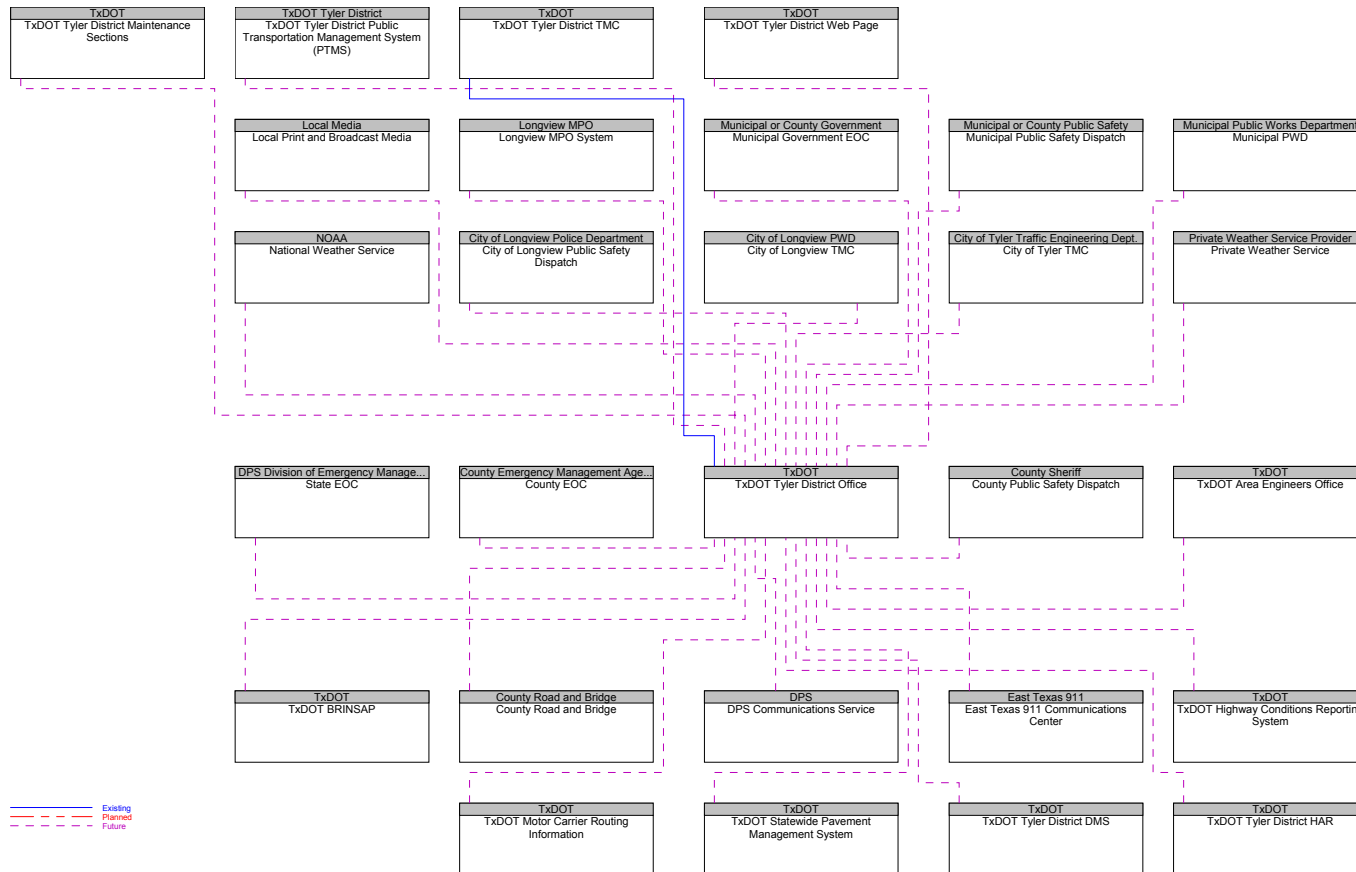 TxDOT
TxDOT Tyler District Maintenance
Sections
TxDOT Tyler District
TxDOT Tyler District Public
Transportation Management System
(PTMS)
TxDOT
TxDOT Tyler District TMC
TxDOT
TxDOT Tyler District Web Page
Local Media
Local Print and Broadcast Media
Longview MPO
Longview MPO System
Municipal or County Government
Municipal Government EOC
Municipal or County Public Safety
Municipal Public Safety Dispatch
Municipal Public Works Department
Municipal PWD
NOAA
National Weather Service
City of Longview Police Department
City of Longview Public Safety
Dispatch
City of Longview PWD
City of Longview TMC
City of Tyler Traffic Engineering Dept.
City of Tyler TMC
Private Weather Service Provider
Private Weather Service
DPS Division of Emergency Manage...
State EOC
County Emergency Management Age...
County EOC
TxDOT
TxDOT Tyler District Office
County Sheriff
County Public Safety Dispatch
TxDOT
TxDOT Area Engineers Office
TxDOT
TxDOT BRINSAP
County Road and Bridge
County Road and Bridge
DPS
DPS Communications Service
East Texas 911
East Texas 911 Communications
Center
TxDOT
TxDOT Highway Conditions Reporting
System
TxDOT
TxDOT Motor Carrier Routing
Information
TxDOT
TxDOT Statewide Pavement
Management System
TxDOT
TxDOT Tyler District DMS
TxDOT
TxDOT Tyler District HAR
Existing
Planned
Future